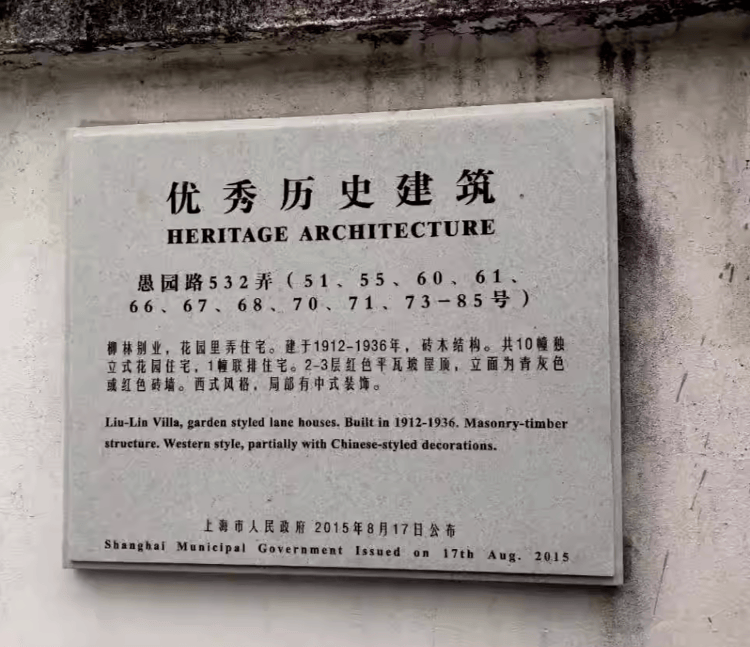 优秀历史建筑
HERITAGE ARCHITECTURE
愚园路532弄（51、55、60、61、
66、67、68、70、71、73－85号）
柳林别业，花园里弄住宅。建于1912-1936年，砖木结构。共10幢独
立式花园住宅，1幢联排住宅。2-3层红色平瓦坡屋顶，立面为青灰色
或红色砖墙。西式风格，局部有中式装饰。
Liu-Lin Villa, garden styled lane houses. Built in 1912-1936. Masonry-timber
structure. Western style, partially with Chinese-styled decorations.
上海市人民政府 2015年8月17日公布
Shanghai Municipal Government Issued on 17th Aug. 2015